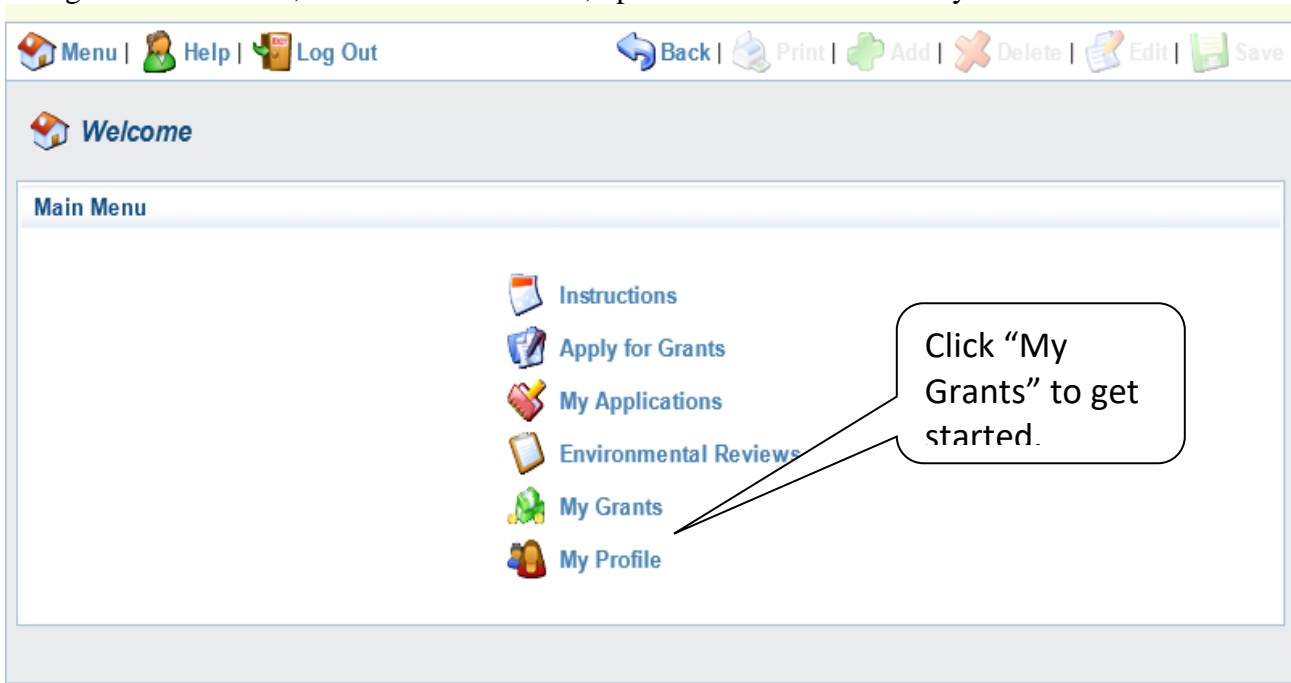 Menu | Help | Log Out Back | Print | Add | Delete | Edit | Save
Welcome
Main Menu
Instructions
Apply for Grants
My Applications
Environmental Reviews
My Grants
My Profile
Click “My
Grants” to get
started.